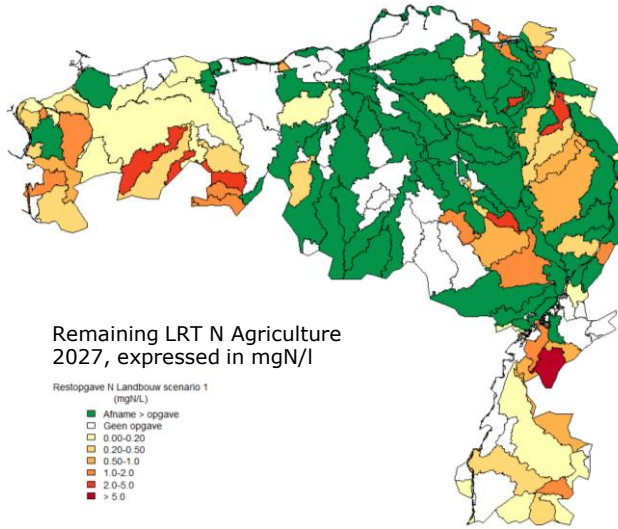 Remaining LRT N Agriculture
2027, expressed in mgN/l
Restopgave N Landbouw scenario 1
(mgN/L)
Afname > opgave
Geen opgave
0.00-0.20
0.20-0.50
0.50-1.0
1.0-2.0
2.0-5.0
> 5.0